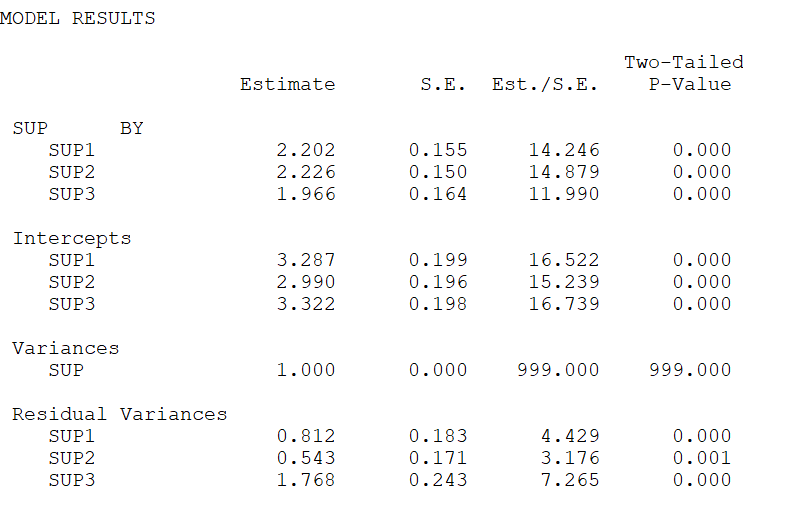 MODEL RESULTS
Two-Tailed
Estimate S.E. Est./S.E. P-Value
SUP BY
SUP1 2.202 0.155 14.246 0.000
SUP2 2.226 0.150 14.879 0.000
SUP3 1.966 0.164 11.990 0.000
Intercepts
SUP1 3.287 0.199 16.522 0.000
SUP2 2.990 0.196 15.239 0.000
SUP3 3.322 0.198 16.739 0.000
Variances
SUP 1.000 0.000 999.000 999.000
Residual Variances
SUP1 0.812 0.183 4.429 0.000
SUP2 0.543 0.171 3.176 0.001
SUP3 1.768 0.243 7.265 0.000